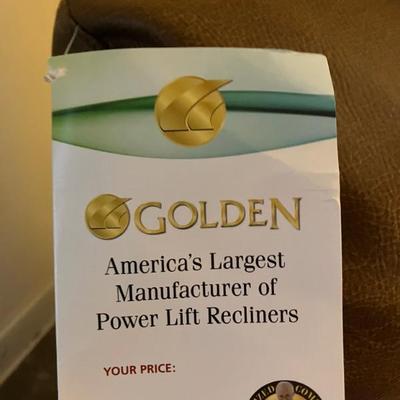 GOLDEN
America's Largest
Manufacturer of
Power Lift Recliners
YOUR PRICE: